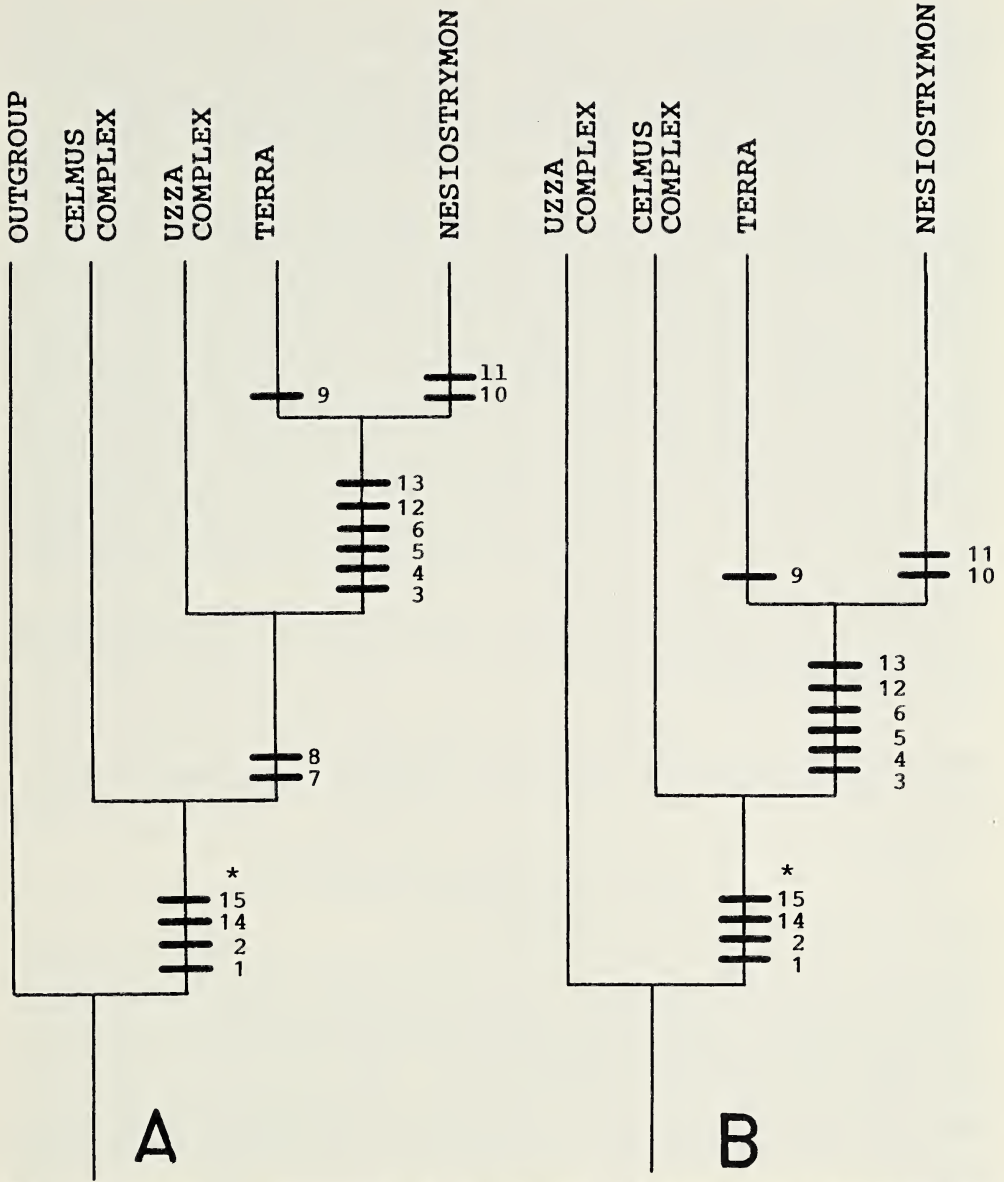 OUTGROUP
CELMUS
COMPLEX
UZZA
COMPLEX
TERRA
NESIOSTRYMON
11
10
9
13
12
6
5
4
3
8
7
*
15
14
2
1
A
UZZA
COMPLEX
CELMUS
COMPLEX
TERRA
NESIOSTRYMON
11
10
9
13
12
6
5
4
3
*
15
14
2
1
B